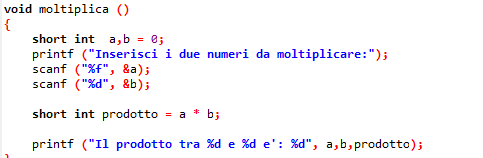 void moltiplica ()
{
short int  a,b = 0;
printf ("Inserisci i due numeri da moltiplicare:");
scanf ("%f", &a);
scanf ("%d", &b);
short int prodotto = a * b;
printf ("Il prodotto tra %d e %d e': %d", a,b,prodotto);